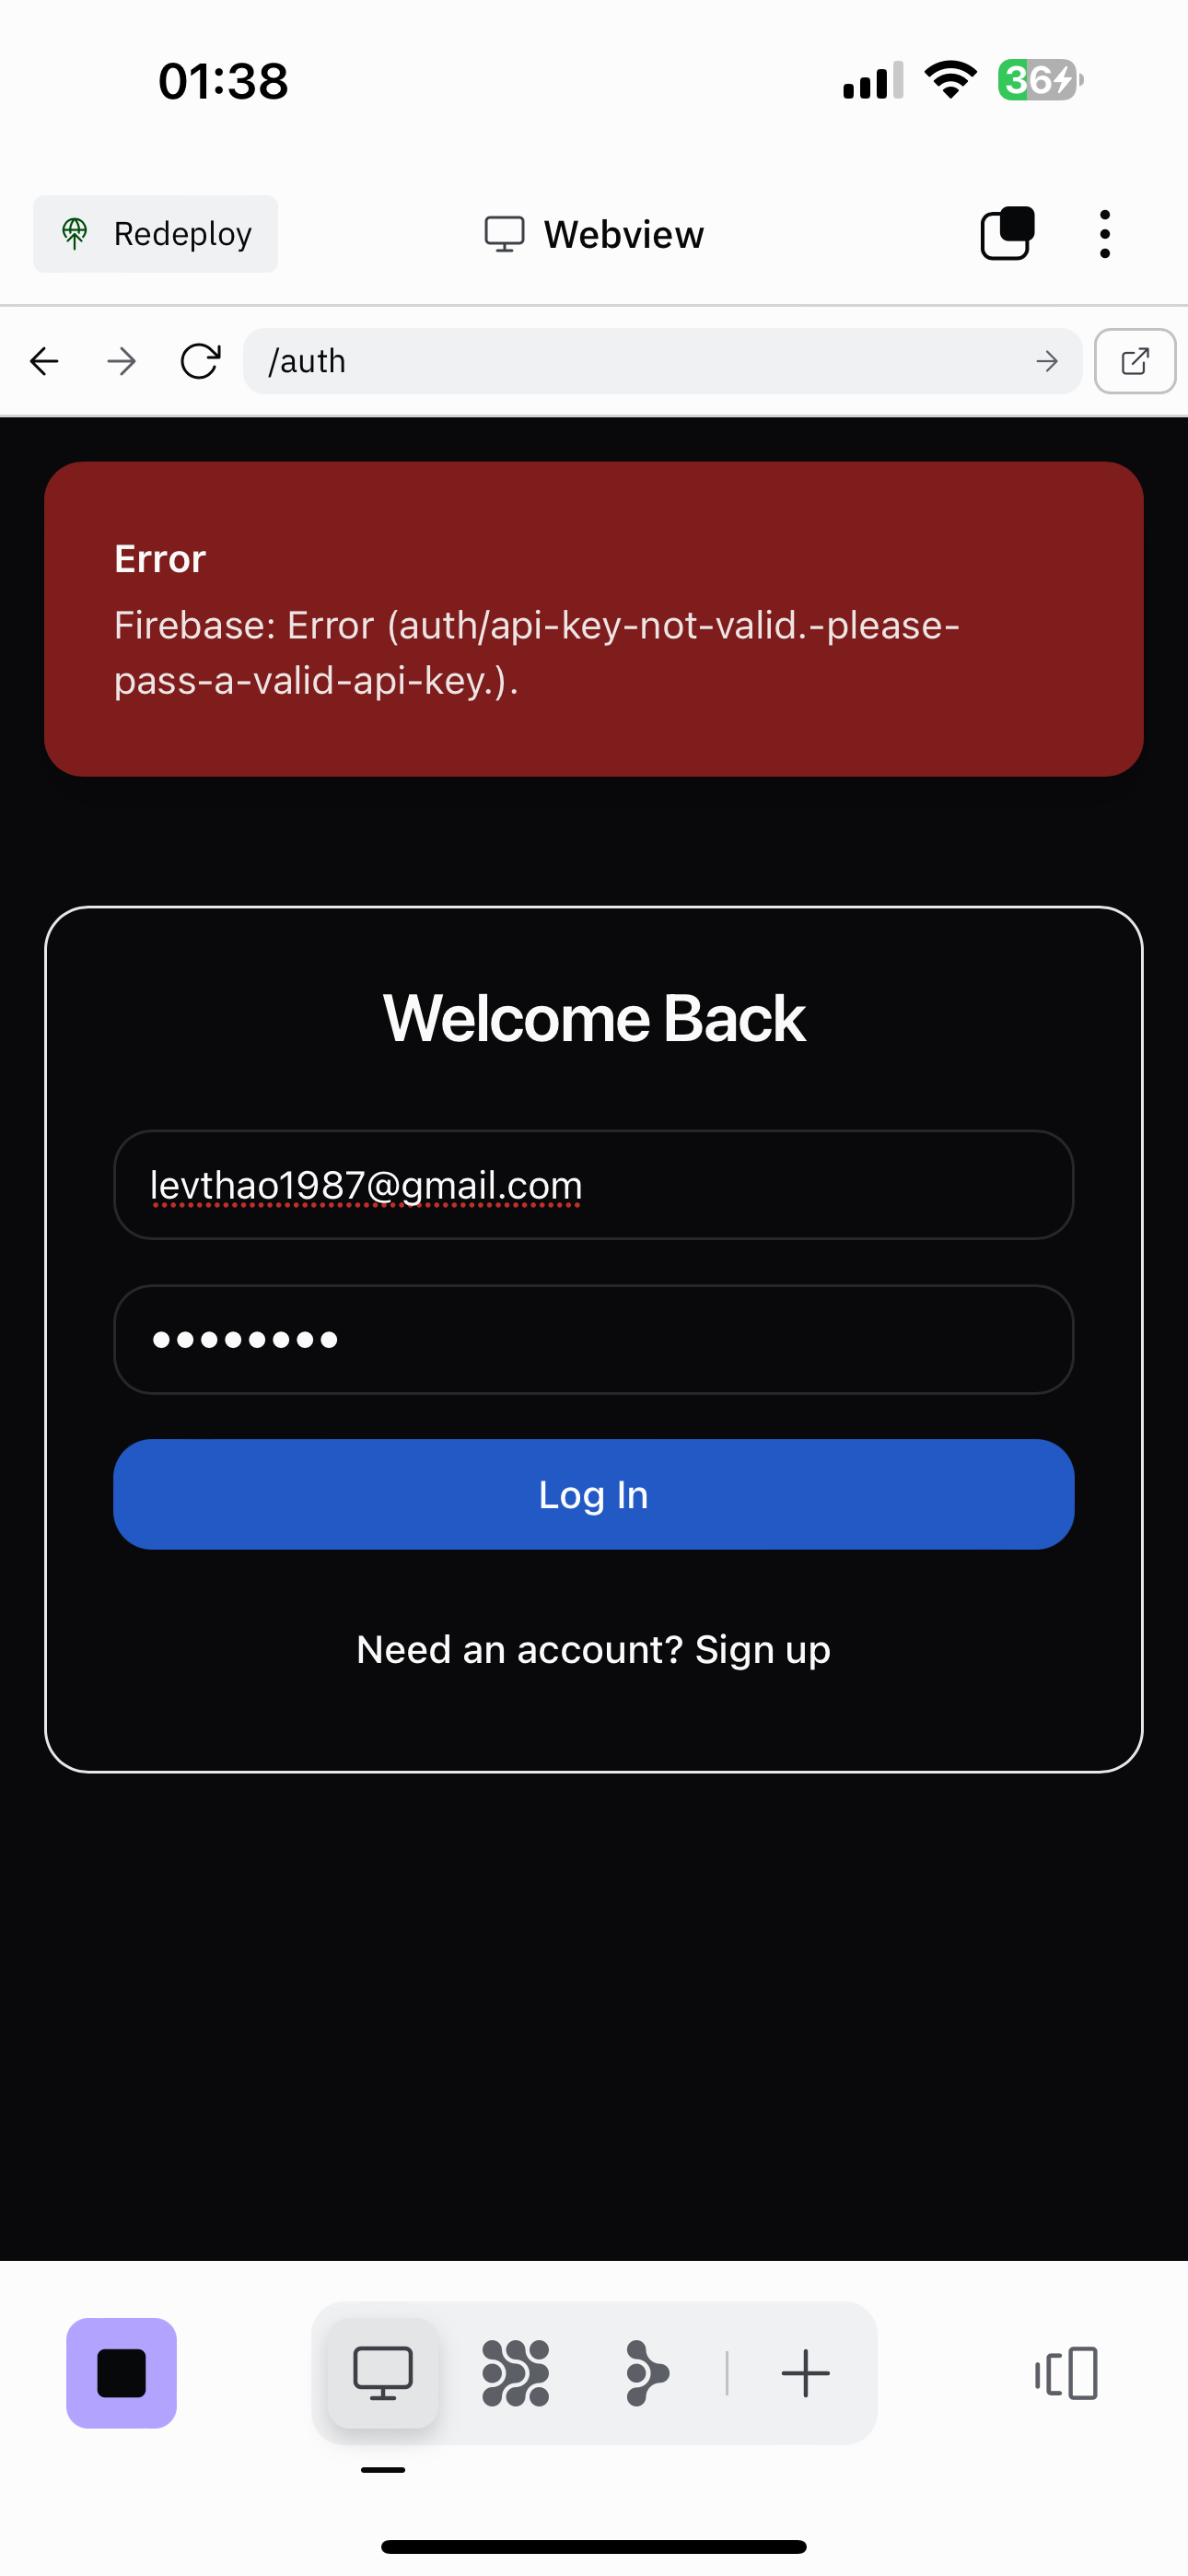 01:38
36
Redeploy
Webview
/auth
Error
Firebase: Error (auth/api-key-not-valid.-please-
pass-a-valid-api-key.).
Welcome Back
levthao1987@gmail.com
Log In
Need an account? Sign up